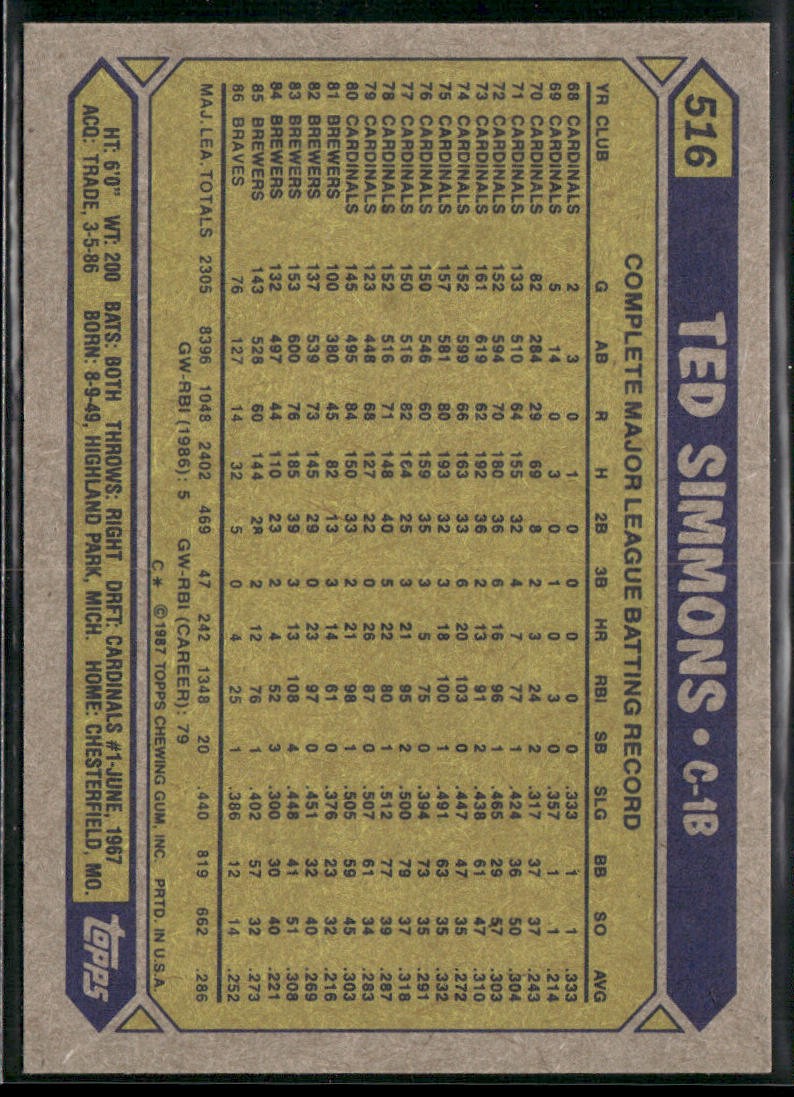 516 TED SIMMONS • C-1B
COMPLETE MAJOR LEAGUE BATTING RECORD
YR CLUB G AB R H 2B 3B HR RBI SB SLG BB SO AVG
68 CARDINALS 2 3 0 1 0 0 0 0 0 .333 1 1 .333
69 CARDINALS 5 14 0 3 0 1 0 3 0 .357 1 1 .214
70 CARDINALS 82 284 29 69 8 2 3 24 2 .317 37 37 .243
71 CARDINALS 133 510 64 155 32 4 7 77 1 .424 36 50 .304
72 CARDINALS 152 594 70 180 36 6 16 96 1 .465 29 57 .303
73 CARDINALS 161 619 62 192 36 2 13 91 2 .438 61 47 .310
74 CARDINALS 152 599 66 163 33 6 20 103 0 .447 47 35 .272
75 CARDINALS 157 581 80 193 32 3 18 100 1 .491 63 35 .332
76 CARDINALS 150 546 60 159 35 3 5 75 0 .394 73 35 .291
77 CARDINALS 150 516 82 164 25 3 21 95 2 .500 79 37 .318
78 CARDINALS 152 516 71 148 40 5 22 80 1 .512 77 39 .287
79 CARDINALS 123 448 68 127 22 0 26 87 0 .507 61 34 .283
80 CARDINALS 145 495 84 150 33 2 21 98 1 .505 59 45 .303
81 BREWERS 100 380 45 82 13 3 14 61 0 .376 23 32 .216
82 BREWERS 137 539 73 145 29 0 23 97 0 .451 32 40 .269
83 BREWERS 153 600 76 185 39 3 13 108 4 .448 41 51 .308
84 BREWERS 132 497 44 110 23 2 4 52 3 .300 30 40 .221
85 BREWERS 143 528 60 144 28 2 12 76 1 .402 57 32 .273
86 BRAVES 76 127 14 32 5 0 4 25 1 .386 12 14 .252
MAJ. LEA. TOTALS 2305 8396 1048 2402 469 47 242 1348 20 .440 819 662 .286
GW-RBI (1986): 5 GW-RBI (CAREER): 79
C* ©1987 TOPPS CHEWING GUM, INC. PRTD. IN U.S.A.
HT: 6'0" WT: 200 BATS: BOTH THROWS: RIGHT DRFT: CARDINALS #1-JUNE, 1967
ACQ: TRADE, 3-5-86 BORN: 8-9-49, HIGHLAND PARK, MICH. HOME: CHESTERFIELD, MO.
topps